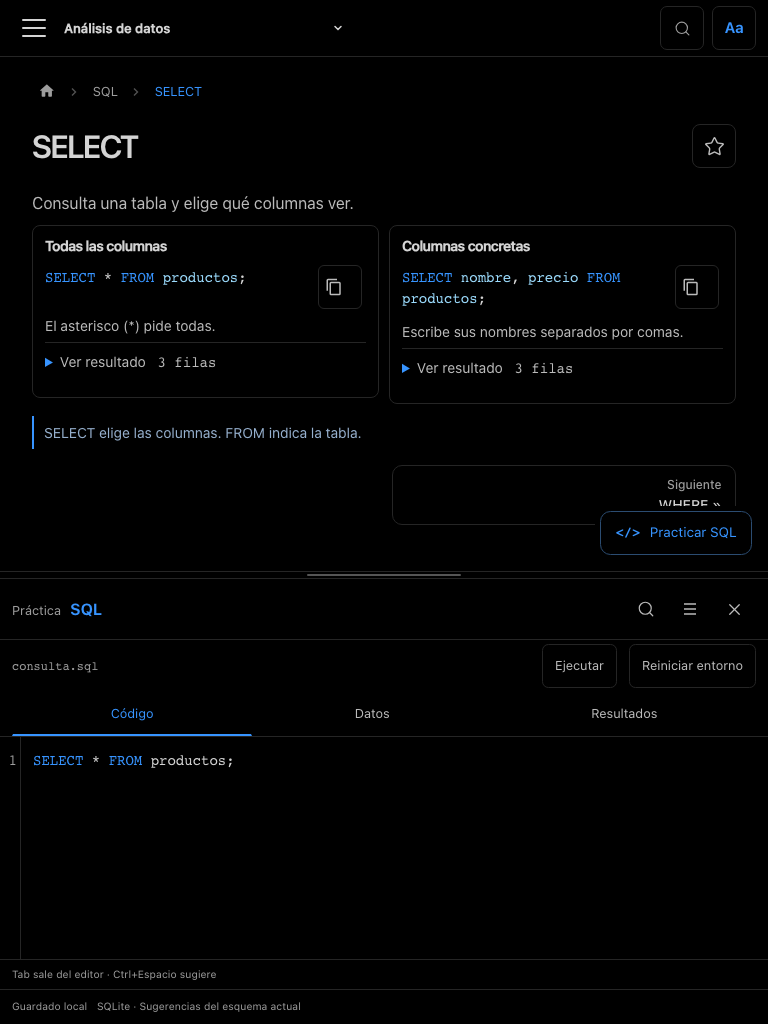 Análisis de datos
Aa
SQL
SELECT
SELECT
Consulta una tabla y elige qué columnas ver.
Todas las columnas
SELECT * FROM productos;
El asterisco (*) pide todas.
Ver resultado 3 filas
Columnas concretas
SELECT nombre, precio FROM
productos;
Escribe sus nombres separados por comas.
Ver resultado 3 filas
SELECT elige las columnas. FROM indica la tabla.
Siguiente
WHERE »
</> Practicar SQL
Práctica SQL
consulta.sql
Ejecutar
Reiniciar entorno
Código
Datos
Resultados
1 SELECT * FROM productos;
Tab sale del editor · Ctrl+Espacio sugiere
Guardado local SQLite · Sugerencias del esquema actual